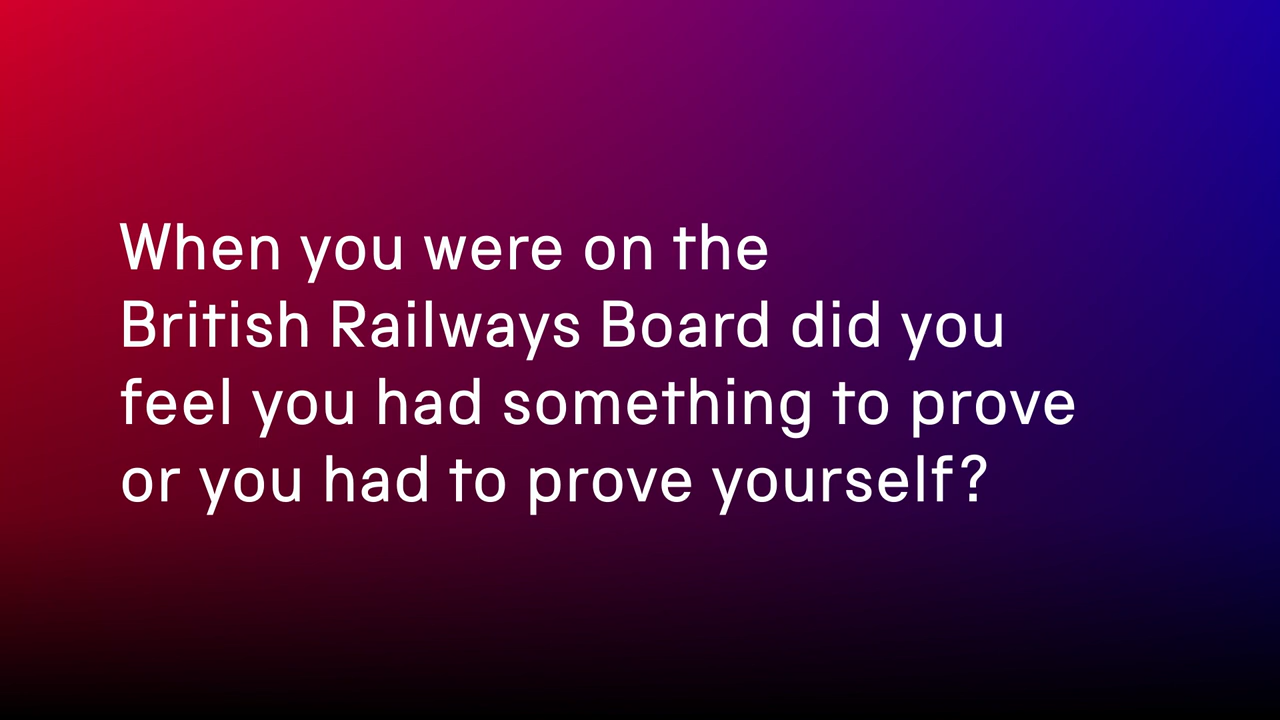 When you were on the
British Railways Board did you
feel you had something to prove
or you had to prove yourself?